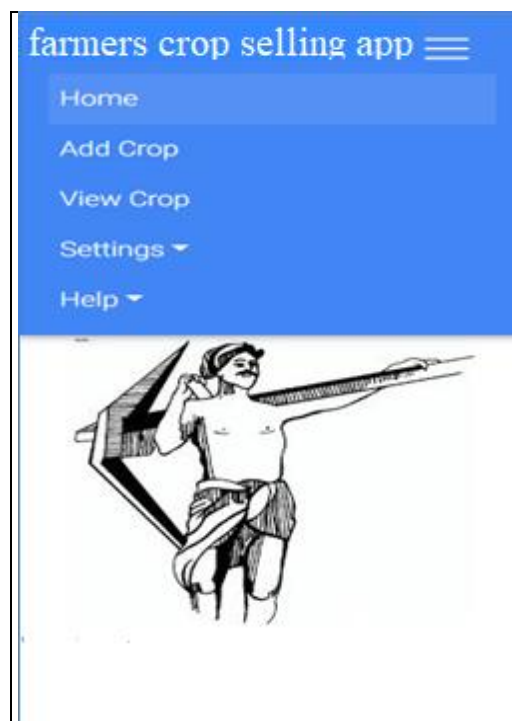 farmers crop selling app
Home
Add Crop
View Crop
Settings
Help